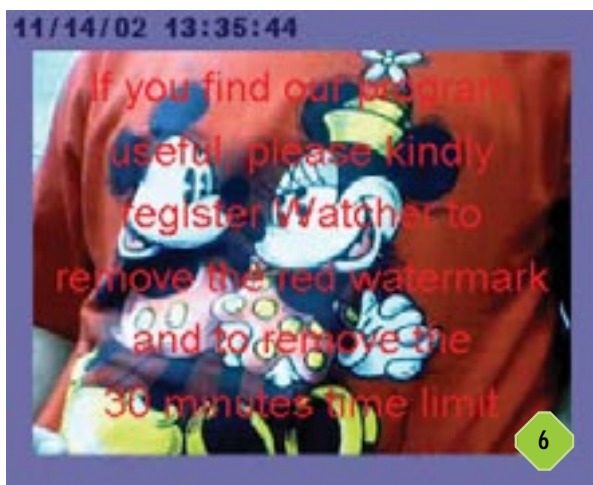 11/14/02 13:35:44
If you find our program
useful, please kindly
register Watcher to
remove the red watermark
and to remove the
30 minutes time limit
6